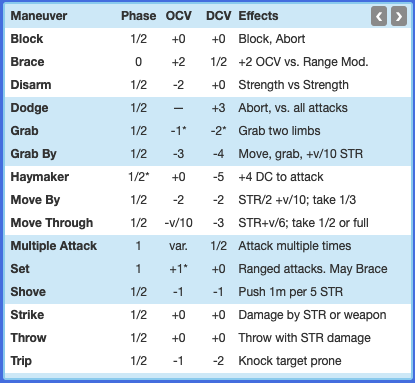 Maneuver Phase OCV DCV Effects
Block 1/2 +0 +0 Block, Abort
Brace 0 +2 1/2 +2 OCV vs. Range Mod.
Disarm 1/2 -2 +0 Strength vs Strength
Dodge 1/2 — +3 Abort, vs. all attacks
Grab 1/2 -1* -2* Grab two limbs
Grab By 1/2 -3 -4 Move, grab, +v/10 STR
Haymaker 1/2* +0 -5 +4 DC to attack
Move By 1/2 -2 -2 STR/2 +v/10; take 1/3
Move Through 1/2 -v/10 -3 STR+v/6; take 1/2 or full
Multiple Attack 1 var. 1/2 Attack multiple times
Set 1 +1* +0 Ranged attacks. May Brace
Shove 1/2 -1 -1 Push 1m per 5 STR
Strike 1/2 +0 +0 Damage by STR or weapon
Throw 1/2 +0 +0 Throw with STR damage
Trip 1/2 -1 -2 Knock target prone